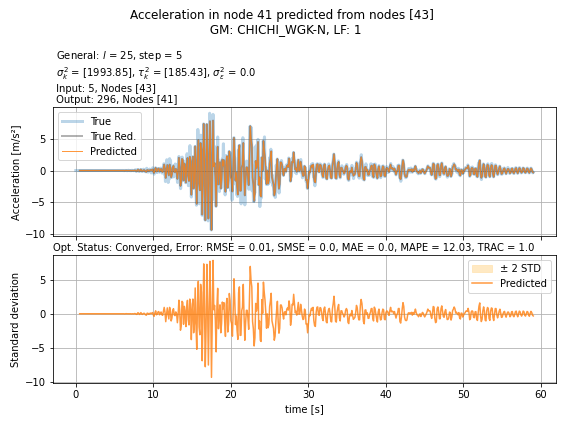 Acceleration in node 41 predicted from nodes [43]
GM: CHICHI_WGK-N, LF: 1
General: l = 25, step = 5
σ²ₖ = [1993.85], τ²ₖ = [185.43], σ²ε = 0.0
Input: 5, Nodes [43]
Output: 296, Nodes [41]
Acceleration [m/s²]
5
0
−5
−10
True
True Red.
Predicted
Opt. Status: Converged, Error: RMSE = 0.01, SMSE = 0.0, MAE = 0.0, MAPE = 12.03, TRAC = 1.0
Standard deviation
5
0
−5
−10
± 2 STD
Predicted
0 10 20 30 40 50 60
time [s]